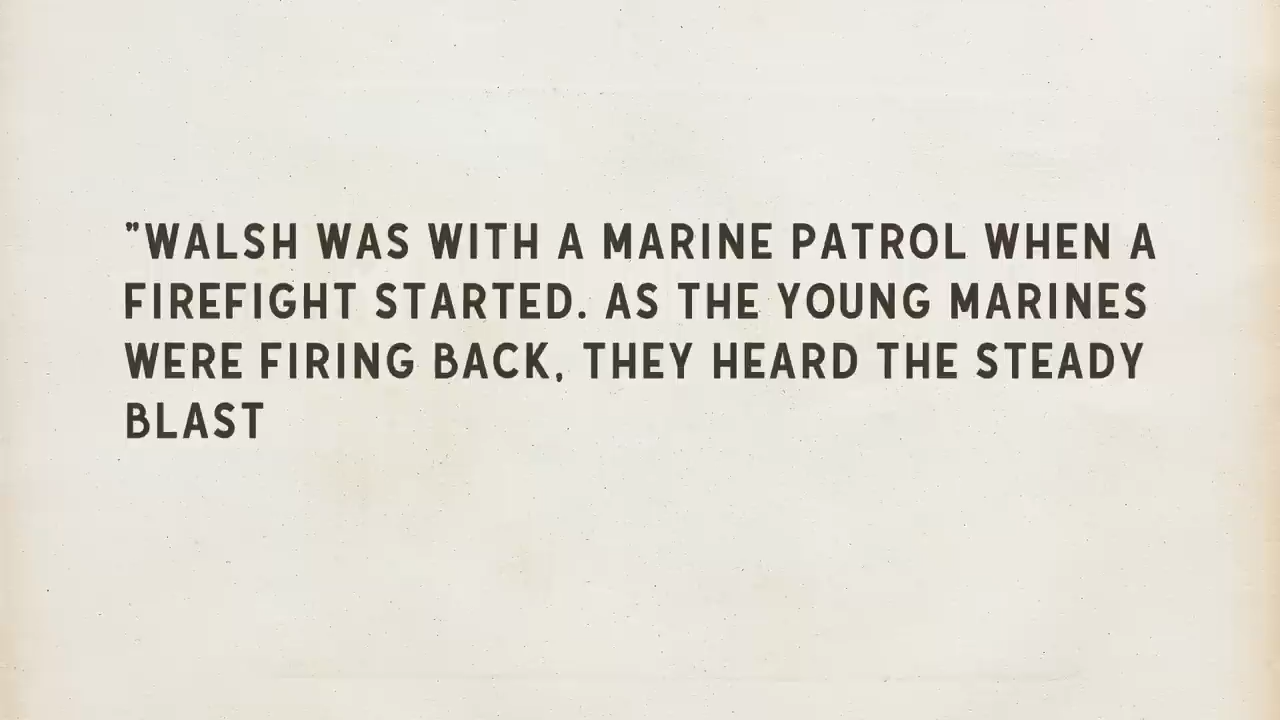 "WALSH WAS WITH A MARINE PATROL WHEN A
FIREFIGHT STARTED. AS THE YOUNG MARINES
WERE FIRING BACK, THEY HEARD THE STEADY
BLAST